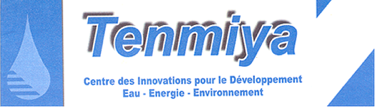 Tenmiya
Centre des Innovations pour le Développement
Eau - Energie - Environnement